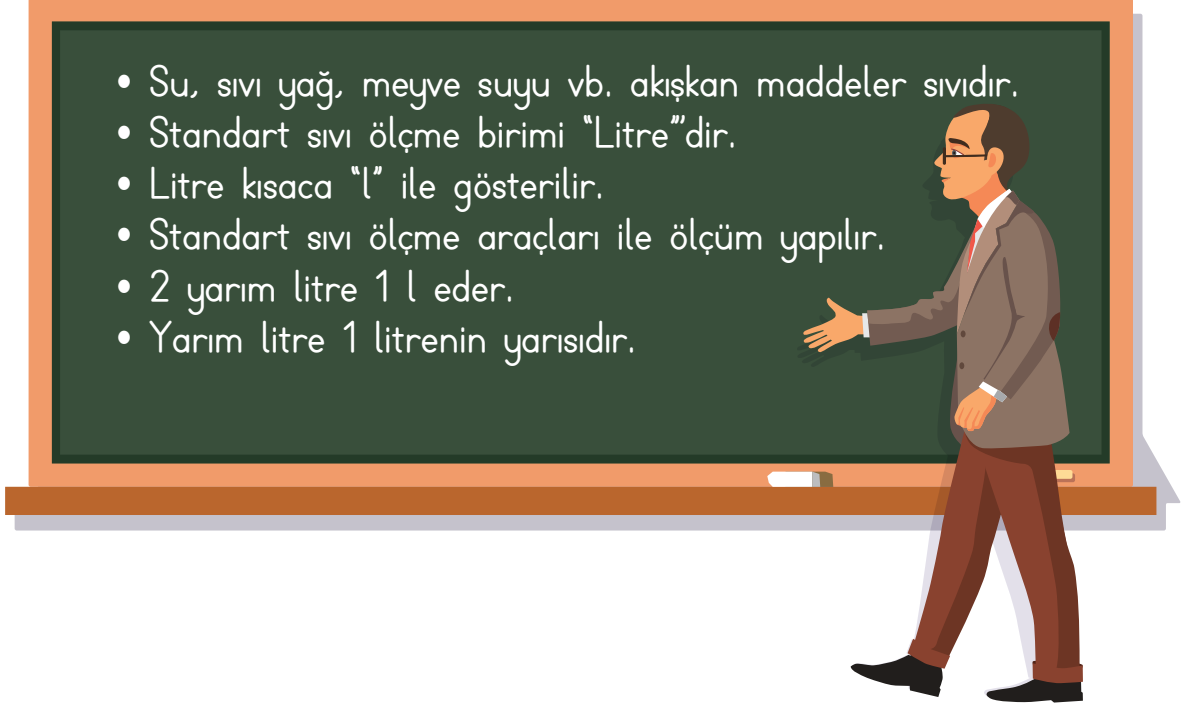 • Su, sıvı yağ, meyve suyu vb. akışkan maddeler sıvıdır.
• Standart sıvı ölçme birimi “Litre”’dir.
• Litre kısaca “l” ile gösterilir.
• Standart sıvı ölçme araçları ile ölçüm yapılır.
• 2 yarım litre 1 l eder.
• Yarım litre 1 litrenin yarısıdır.